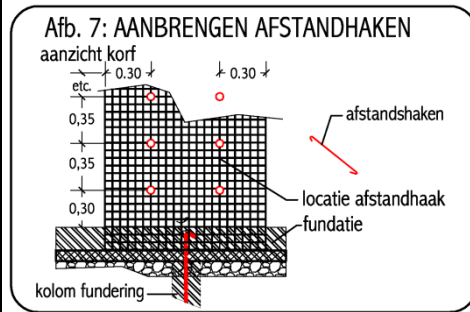 Afb. 7: AANBRENGEN AFSTANDHAKEN
aanzicht korf
0.30
0.30
etc.
0,35
afstandshaken
0,35
locatie afstandhaak
0,30
fundatie
kolom fundering